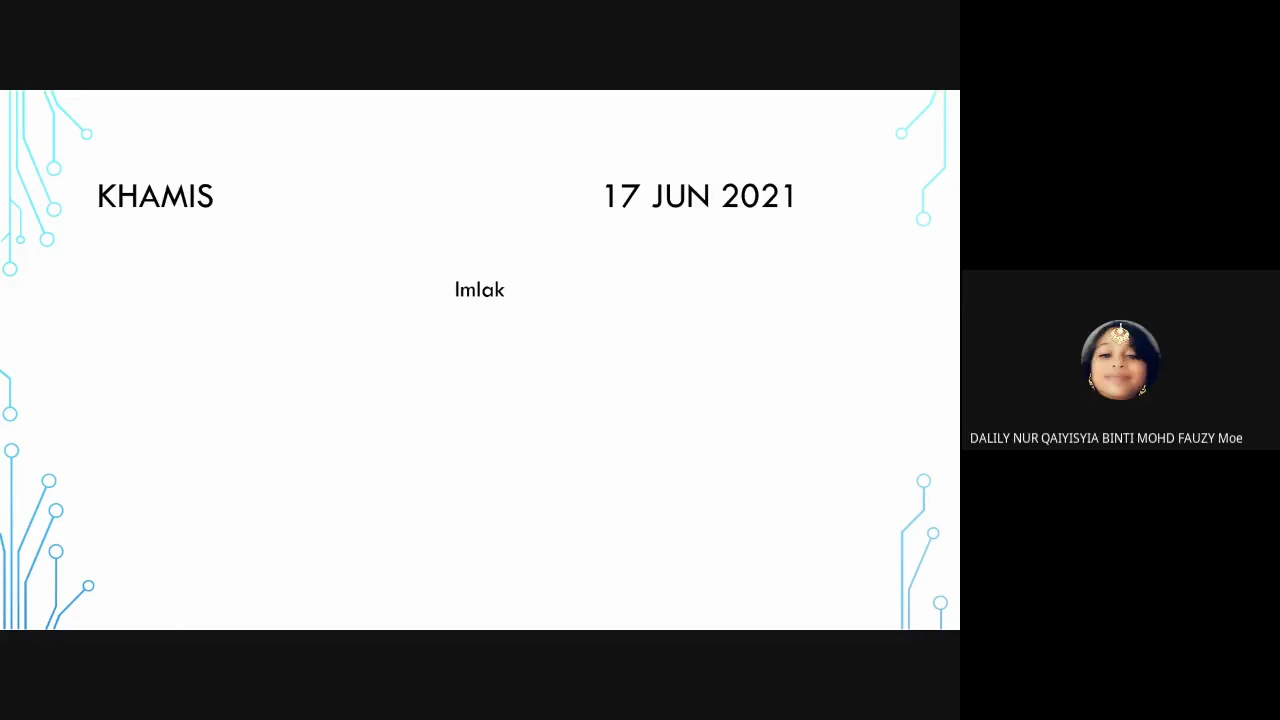 KHAMIS 17 JUN 2021
Imlak
DALILY NUR QAIYISYIA BINTI MOHD FAUZY Moe